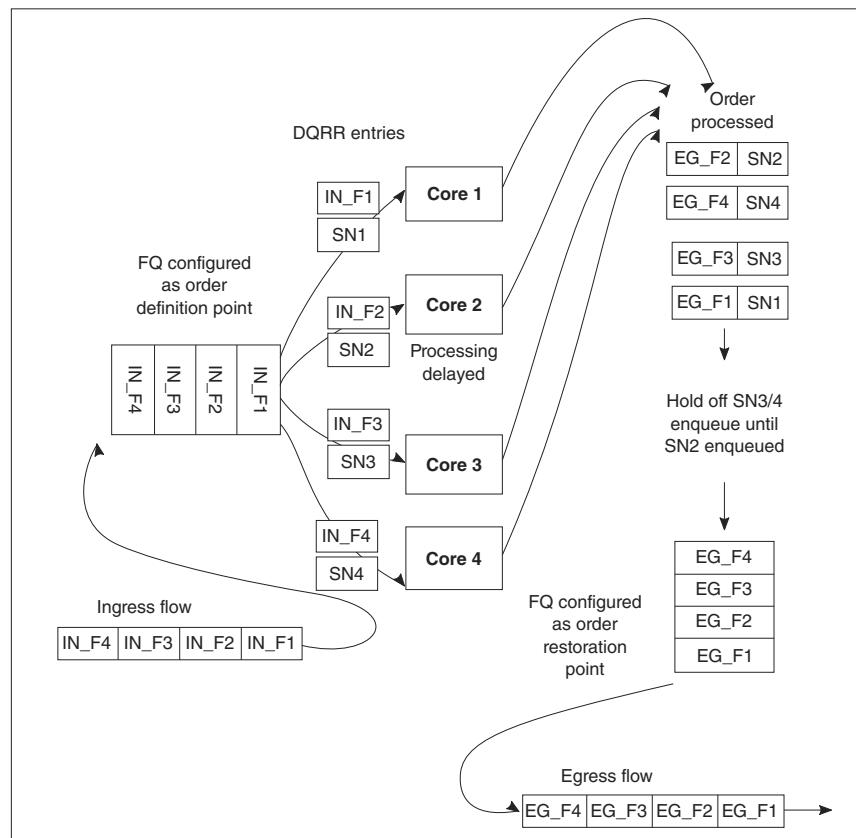 Order
processed
DQRR entries
EG_F2 SN2
IN_F1
Core 1
EG_F4 SN4
SN1
FQ configured
as order
definition point
EG_F3 SN3
IN_F2
Core 2
EG_F1 SN1
SN2
Processing
delayed
IN_F4 IN_F3 IN_F2 IN_F1
Hold off SN3/4
enqueue until
SN2 enqueued
IN_F3
SN3
Core 3
IN_F4
Core 4
SN4
EG_F4
EG_F3
EG_F2
EG_F1
FQ configured
as order
restoration
point
Ingress flow
IN_F4 IN_F3 IN_F2 IN_F1
Egress flow
EG_F4 EG_F3 EG_F2 EG_F1